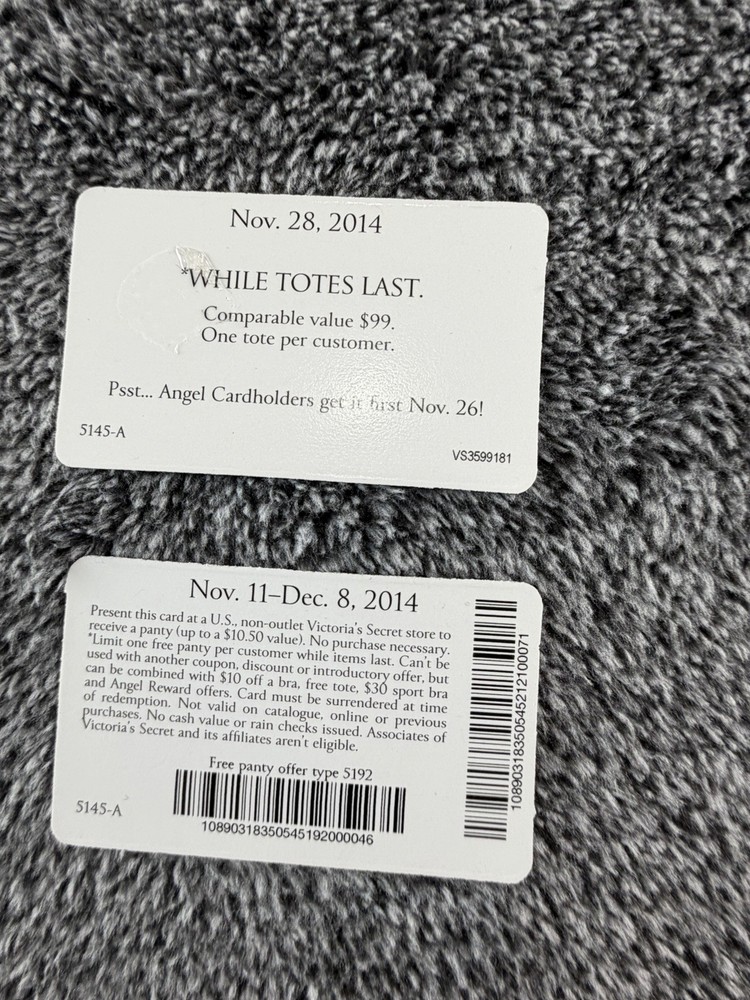 Nov. 28, 2014
*WHILE TOTES LAST.
Comparable value $99.
One tote per customer.
Psst... Angel Cardholders get it first Nov. 26!
5145-A
VS3599181
Nov. 11–Dec. 8, 2014
Present this card at a U.S., non-outlet Victoria's Secret store to
receive a panty (up to a $10.50 value). No purchase necessary.
*Limit one free panty per customer while items last. Can't be
used with another coupon, discount or introductory offer, but
can be combined with $10 off a bra, free tote, $30 sport bra
and Angel Reward offers. Card must be surrendered at time
of redemption. Not valid on catalogue, online or previous
purchases. No cash value or rain checks issued. Associates of
Victoria's Secret and its affiliates aren't eligible.
Free panty offer type 5192
5145-A
10890318350545192000046
10890318350545212100071